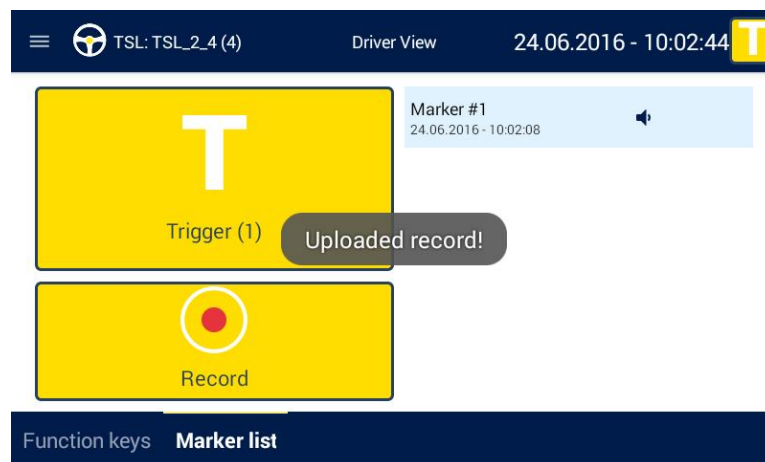 TSL: TSL_2_4 (4)
Driver View
24.06.2016 - 10:02:44
T
T
Trigger (1)
Marker #1
24.06.2016 - 10:02:08
Uploaded record!
Record
Function keys
Marker list